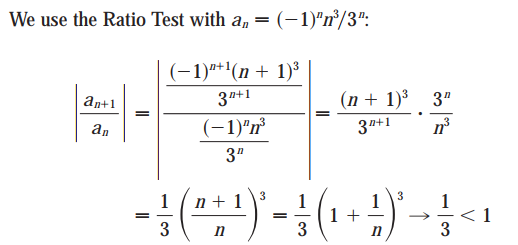 We use the Ratio Test with aₙ = (−1)ⁿn³/3ⁿ:
|aₙ₊₁ / aₙ| = |((−1)ⁿ⁺¹(n + 1)³ / 3ⁿ⁺¹) / ((−1)ⁿn³ / 3ⁿ)| = (n + 1)³ / 3ⁿ⁺¹ · 3ⁿ / n³
= 1/3 ((n + 1) / n)³ = 1/3 (1 + 1/n)³ → 1/3 < 1